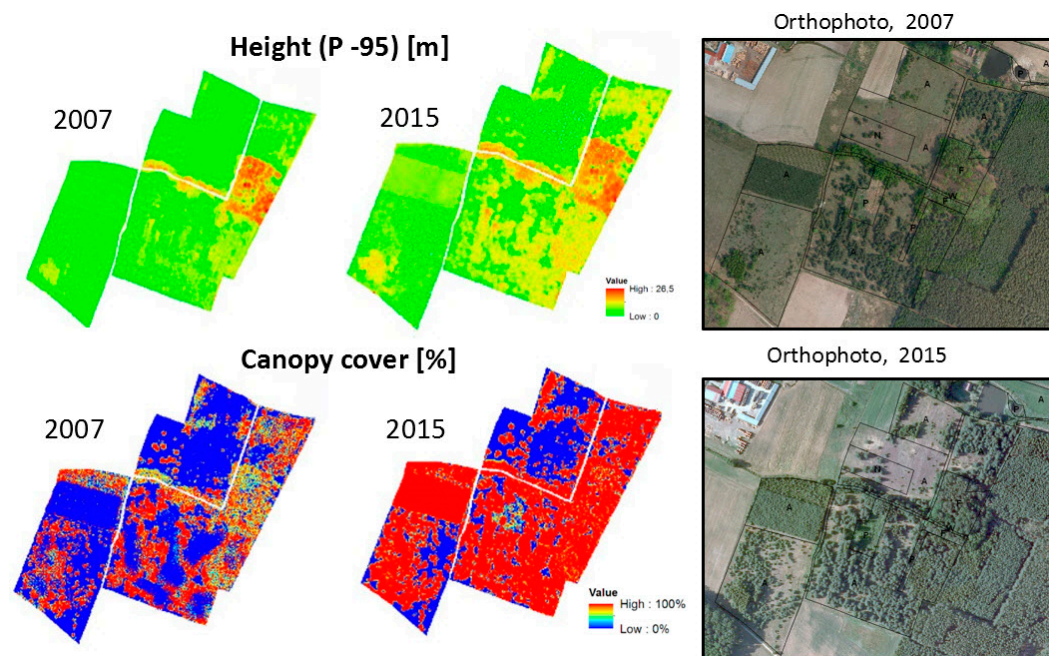 Height (P -95) [m]
2007
2015
Value
High : 26,5
Low : 0
Orthophoto, 2007
A
A
P
A
N
A
A
F
W
F
P
P
A
Canopy cover [%]
2007
2015
Value
High : 100%
Low : 0%
Orthophoto, 2015
A
P
A
N
A
A
A
P